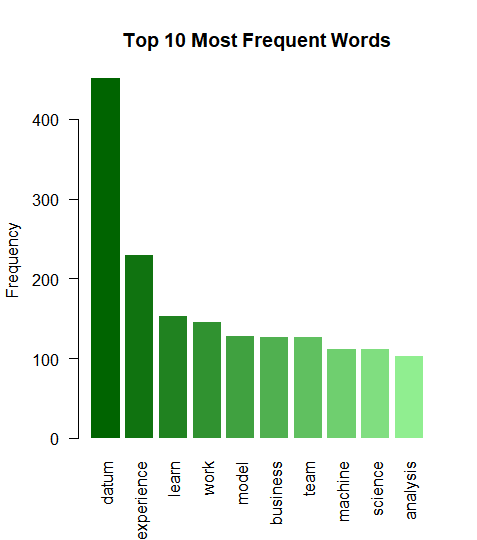 Top 10 Most Frequent Words
Frequency
400
300
200
100
0
datum
experience
learn
work
model
business
team
machine
science
analysis